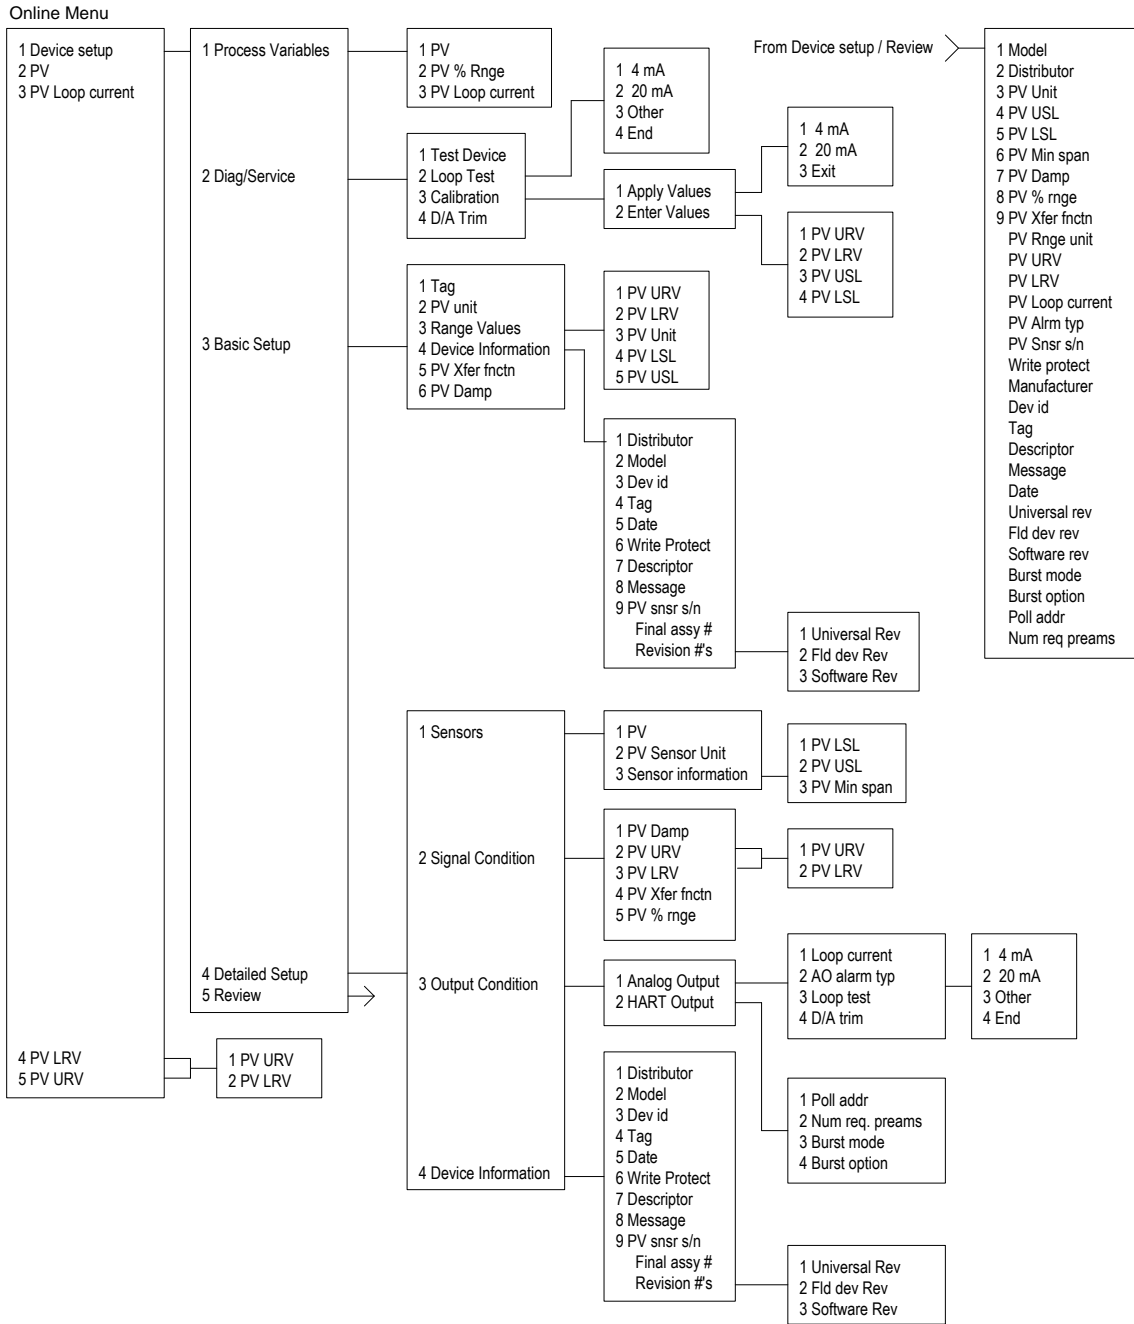 Online Menu
1 Device setup
2 PV
3 PV Loop current
4 PV LRV
5 PV URV
1 PV URV
2 PV LRV
1 Process Variables
2 Diag/Service
3 Basic Setup
4 Detailed Setup
5 Review
1 PV
2 PV % Rnge
3 PV Loop current
1 Test Device
2 Loop Test
3 Calibration
4 D/A Trim
1 4 mA
2 20 mA
3 Other
4 End
1 Apply Values
2 Enter Values
1 4 mA
2 20 mA
3 Exit
1 PV URV
2 PV LRV
3 PV USL
4 PV LSL
1 Tag
2 PV unit
3 Range Values
4 Device Information
5 PV Xfer fnctn
6 PV Damp
1 PV URV
2 PV LRV
3 PV Unit
4 PV LSL
5 PV USL
1 Distributor
2 Model
3 Dev id
4 Tag
5 Date
6 Write Protect
7 Descriptor
8 Message
9 PV snsr s/n
Final assy #
Revision #'s
1 Universal Rev
2 Fld dev Rev
3 Software Rev
1 Sensors
2 Signal Condition
3 Output Condition
4 Device Information
1 PV
2 PV Sensor Unit
3 Sensor information
1 PV LSL
2 PV USL
3 PV Min span
1 PV Damp
2 PV URV
3 PV LRV
4 PV Xfer fnctn
5 PV % rnge
1 PV URV
2 PV LRV
1 Analog Output
2 HART Output
1 Loop current
2 AO alarm typ
3 Loop test
4 D/A trim
1 4 mA
2 20 mA
3 Other
4 End
1 Poll addr
2 Num req. preams
3 Burst mode
4 Burst option
1 Distributor
2 Model
3 Dev id
4 Tag
5 Date
6 Write Protect
7 Descriptor
8 Message
9 PV snsr s/n
Final assy #
Revision #'s
1 Universal Rev
2 Fld dev Rev
3 Software Rev
From Device setup / Review
1 Model
2 Distributor
3 PV Unit
4 PV USL
5 PV LSL
6 PV Min span
7 PV Damp
8 PV % rnge
9 PV Xfer fnctn
PV Rnge unit
PV URV
PV LRV
PV Loop current
PV Alrm typ
PV Snsr s/n
Write protect
Manufacturer
Dev id
Tag
Descriptor
Message
Date
Universal rev
Fld dev rev
Software rev
Burst mode
Burst option
Poll addr
Num req preams